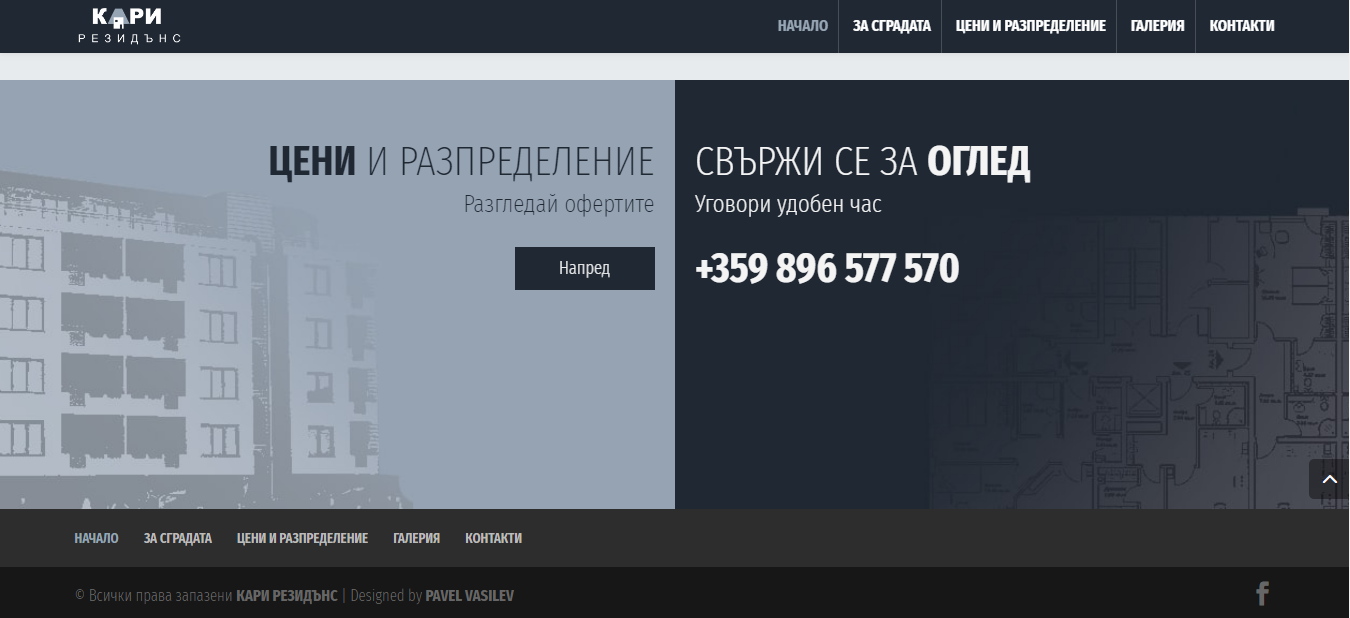 КАРИ
РЕЗИДЪНС
НАЧАЛО
ЗА СГРАДАТА
ЦЕНИ И РАЗПРЕДЕЛЕНИЕ
ГАЛЕРИЯ
КОНТАКТИ
ЦЕНИ И РАЗПРЕДЕЛЕНИЕ
Разгледай офертите
Напред
СВЪРЖИ СЕ ЗА ОГЛЕД
Уговори удобен час
+359 896 577 570
НАЧАЛО ЗА СГРАДАТА ЦЕНИ И РАЗПРЕДЕЛЕНИЕ ГАЛЕРИЯ КОНТАКТИ
© Всички права запазени КАРИ РЕЗИДЪНС | Designed by PAVEL VASILEV